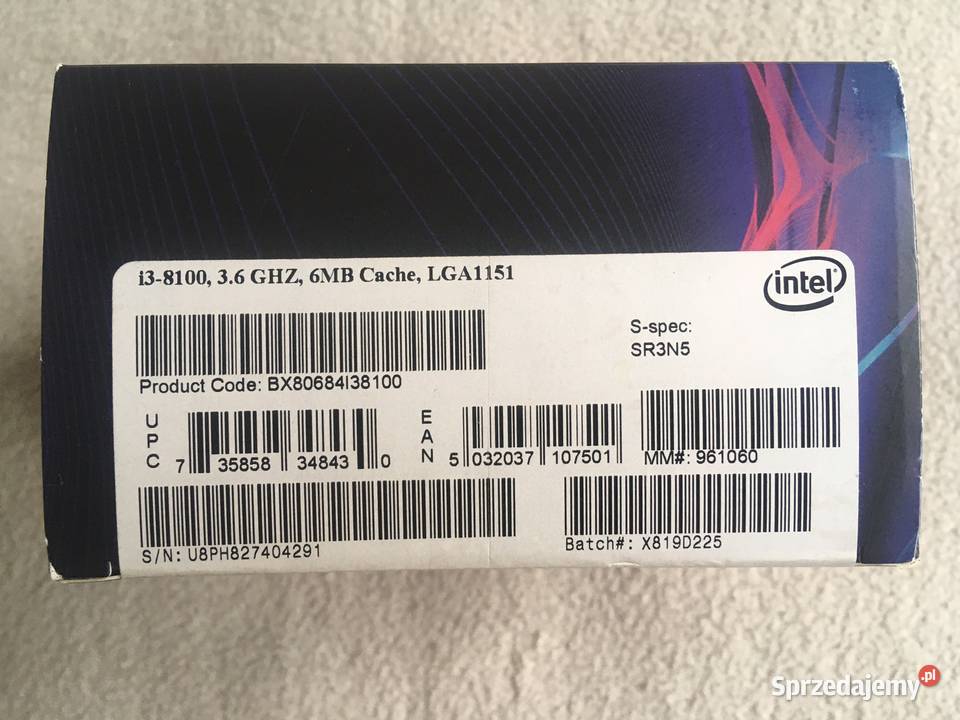 i3-8100, 3.6 GHZ, 6MB Cache, LGA1151
intel
S-spec:
SR3N5
Product Code: BX80684I38100
UPC
7 35858 34843 0
EAN
5 032037 107501
MM#: 961060
S/N: U8PH827404291
Batch#: X819D225
Sprzedajemy.pl